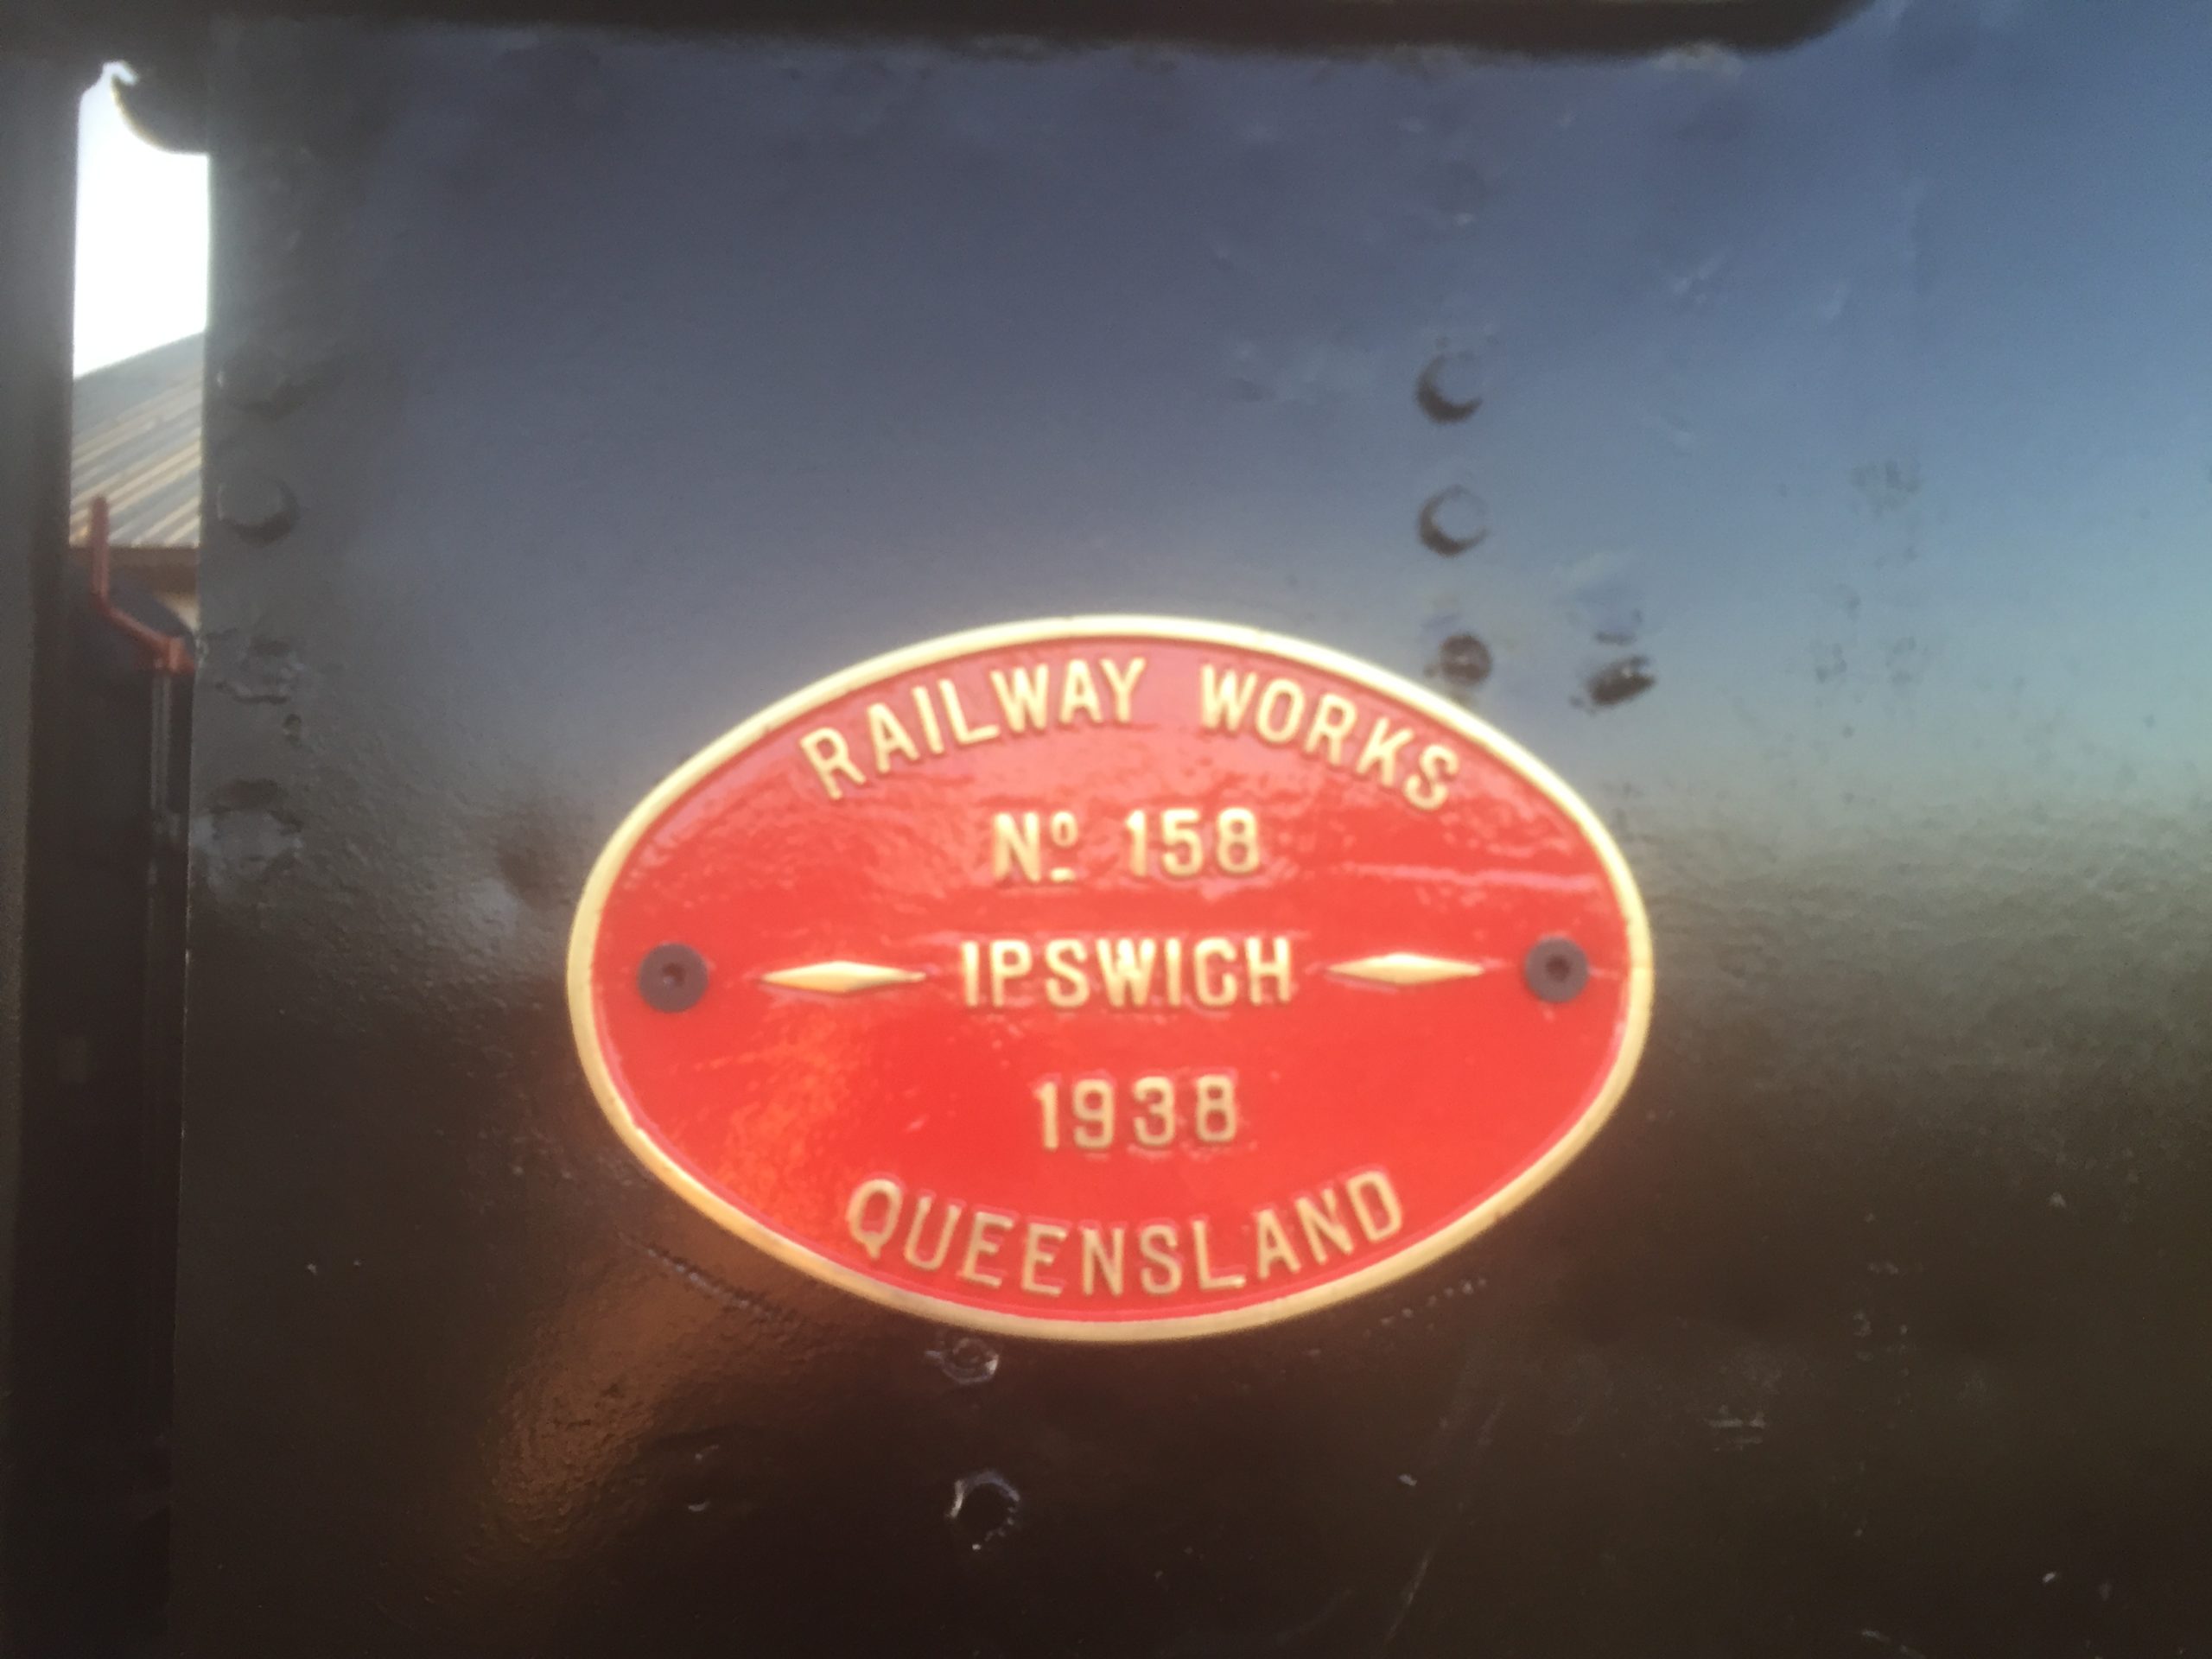 RAILWAY WORKS
Nº 158
IPSWICH
1938
QUEENSLAND